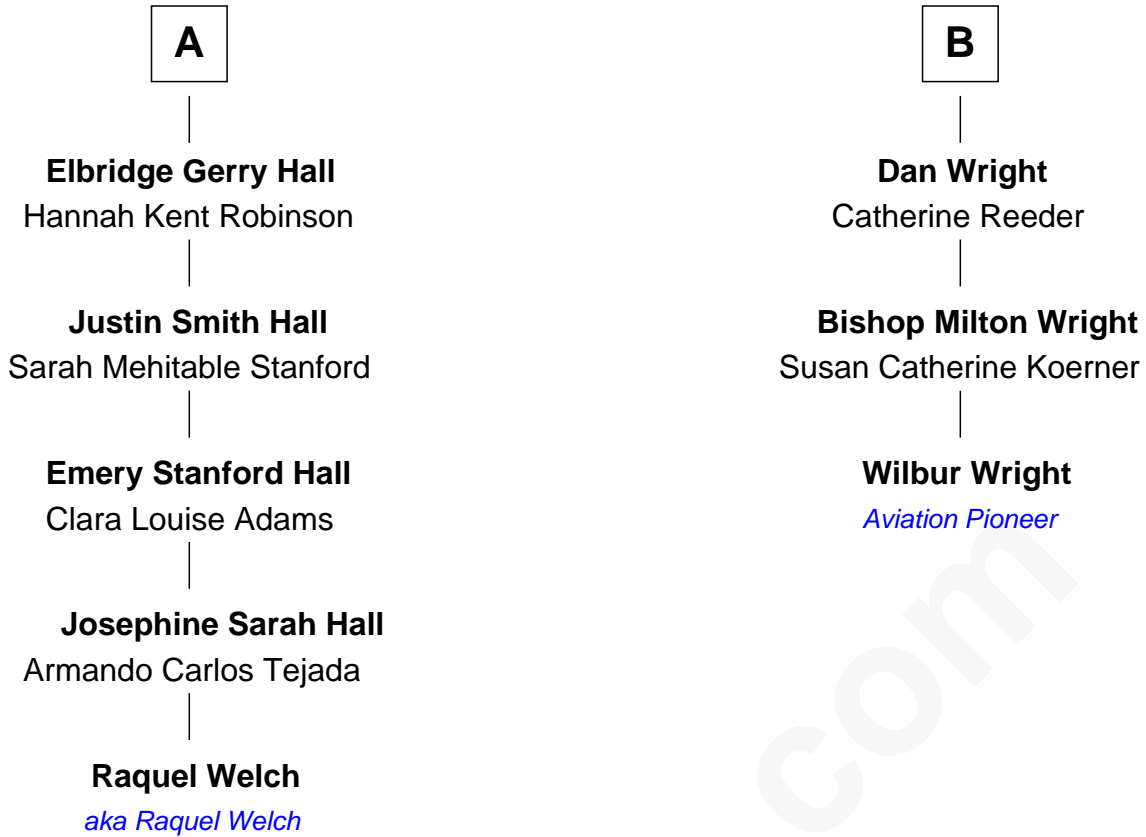 A
Elbridge Gerry Hall
Hannah Kent Robinson
Justin Smith Hall
Sarah Mehitable Stanford
Emery Stanford Hall
Clara Louise Adams
Josephine Sarah Hall
Armando Carlos Tejada
Raquel Welch
aka Raquel Welch
B
Dan Wright
Catherine Reeder
Bishop Milton Wright
Susan Catherine Koerner
Wilbur Wright
Aviation Pioneer
com